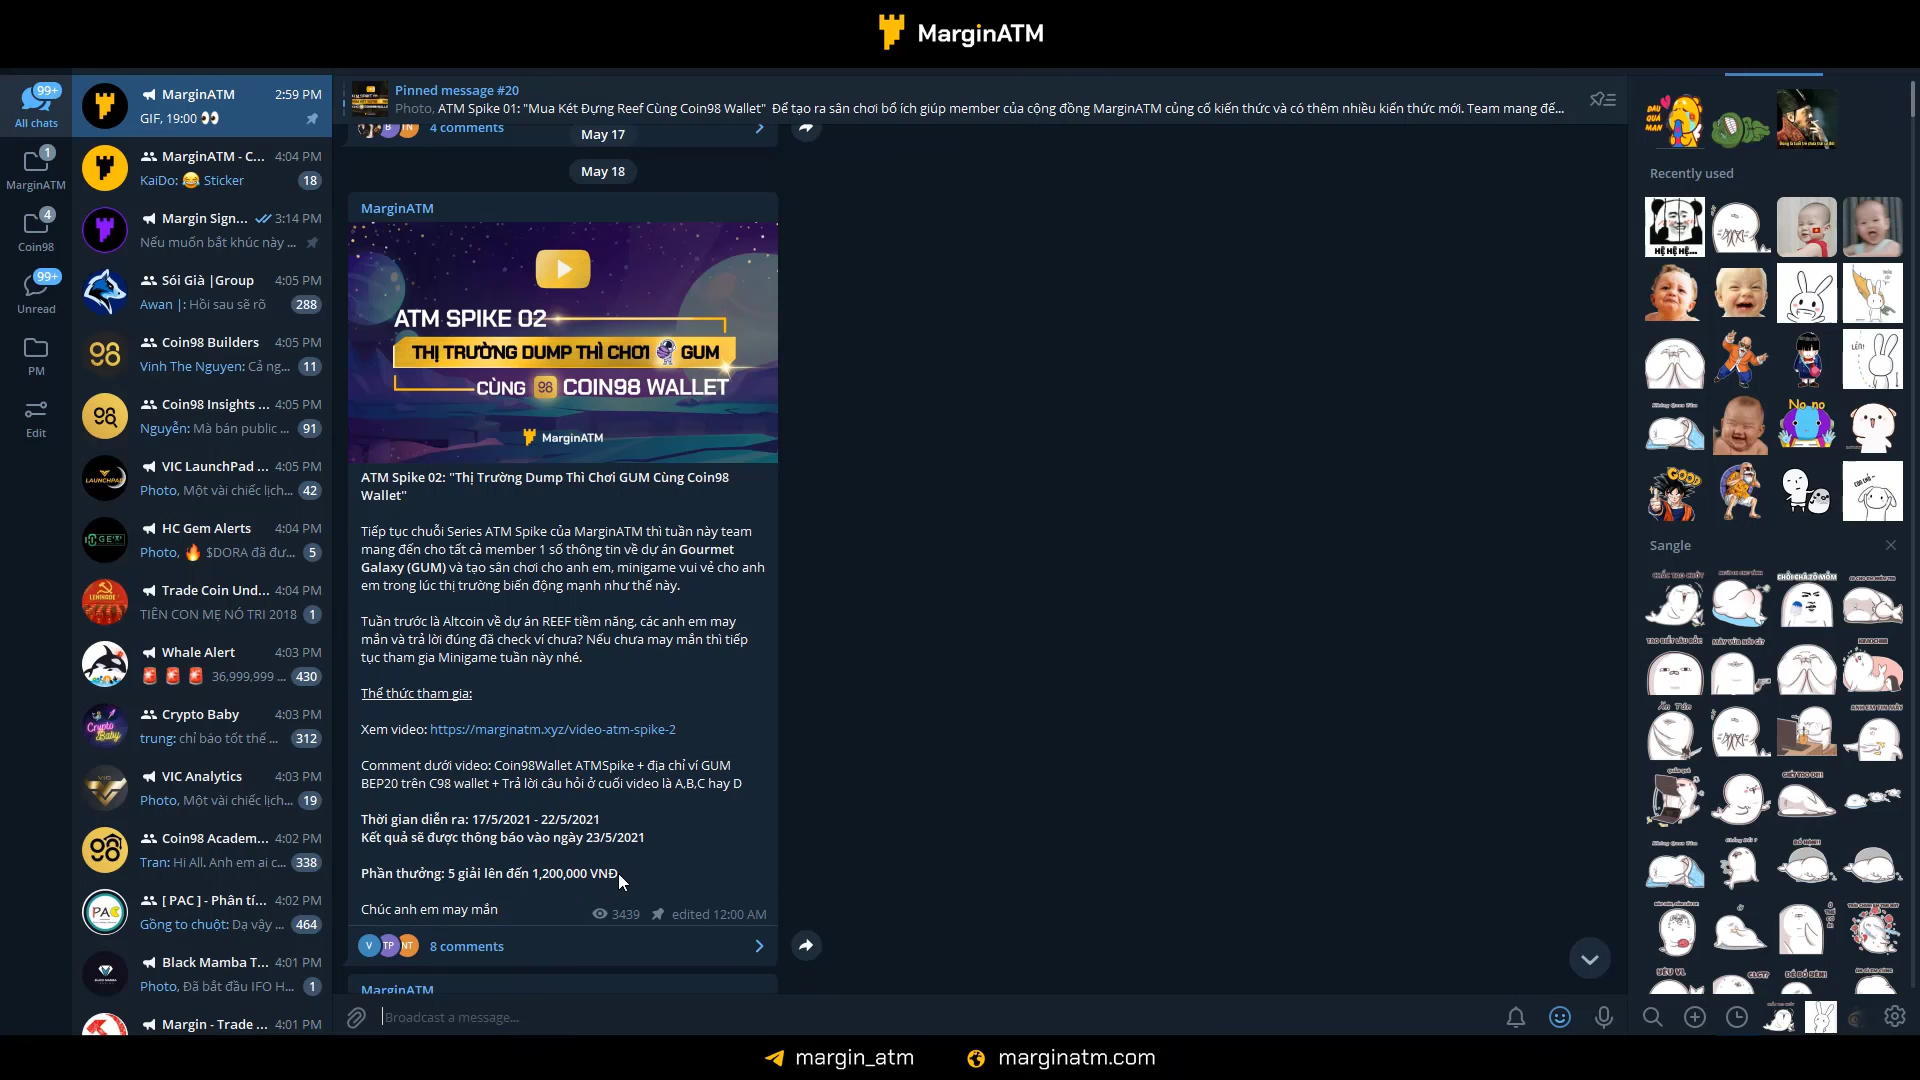 MarginATM
99+
All chats
1
MarginATM
4
Coin98
99+
Unread
PM
Edit
MarginATM 2:59 PM
GIF, 19:00 👀
MarginATM - C... 4:04 PM
KaiDo: 😂 Sticker 18
Margin Sign... 3:14 PM
Nếu muốn bắt khúc này ...
Sói Già |Group 4:05 PM
Awan |: Hồi sau sẽ rõ 288
Coin98 Builders 4:05 PM
Vinh The Nguyen: Cả ng... 11
Coin98 Insights ... 4:05 PM
Nguyễn: Mà bán public ... 91
VIC LaunchPad ... 4:05 PM
Photo, Một vài chiếc lịch... 42
HC Gem Alerts 4:04 PM
Photo, 🔥 $DORA đã đư... 5
Trade Coin Und... 4:04 PM
TIÊN CON MẸ NÓ TRI 2018 1
Whale Alert 4:03 PM
🚨 🚨 🚨 36,999,999 ... 430
Crypto Baby 4:03 PM
trung: chỉ báo tốt thế ... 312
VIC Analytics 4:03 PM
Photo, Một vài chiếc lịch... 19
Coin98 Academ... 4:02 PM
Tran: Hi All. Anh em ai c... 338
[ PAC ] - Phân tí... 4:02 PM
Gồng to chuột: Dạ vậy ... 464
Black Mamba T... 4:01 PM
Photo, Đã bắt đầu IFO H... 1
Margin - Trade ... 4:01 PM
Pinned message #20
Photo, ATM Spike 01: "Mua Két Đựng Reef Cùng Coin98 Wallet" Để tạo ra sân chơi bổ ích giúp member của cộng đồng MarginATM củng cố kiến thức và có thêm nhiều kiến thức mới. Team mang đế...
4 comments
May 17
May 18
MarginATM
ATM SPIKE 02
THỊ TRƯỜNG DUMP THÌ CHƠI GUM
CÙNG COIN98 WALLET
MarginATM
ATM Spike 02: "Thị Trường Dump Thì Chơi GUM Cùng Coin98
Wallet"
Tiếp tục chuỗi Series ATM Spike của MarginATM thì tuần này team
mang đến cho tất cả member 1 số thông tin về dự án Gourmet
Galaxy (GUM) và tạo sân chơi cho anh em, minigame vui vẻ cho anh
em trong lúc thị trường biến động mạnh như thế này.
Tuần trước là Altcoin về dự án REEF tiềm năng, các anh em may
mắn và trả lời đúng đã check ví chưa? Nếu chưa may mắn thì tiếp
tục tham gia Minigame tuần này nhé.
Thể thức tham gia:
Xem video: https://marginatm.xyz/video-atm-spike-2
Comment dưới video: Coin98Wallet ATMSpike + địa chỉ ví GUM
BEP20 trên C98 wallet + Trả lời câu hỏi ở cuối video là A,B,C hay D
Thời gian diễn ra: 17/5/2021 - 22/5/2021
Kết quả sẽ được thông báo vào ngày 23/5/2021
Phần thưởng: 5 giải lên đến 1,200,000 VNĐ
Chúc anh em may mắn
3439 edited 12:00 AM
V TP NT 8 comments
MarginATM
Broadcast a message...
Recently used
HỆ HỆ HỆ...
No no
GOOD
Sangle
margin_atm
marginatm.com